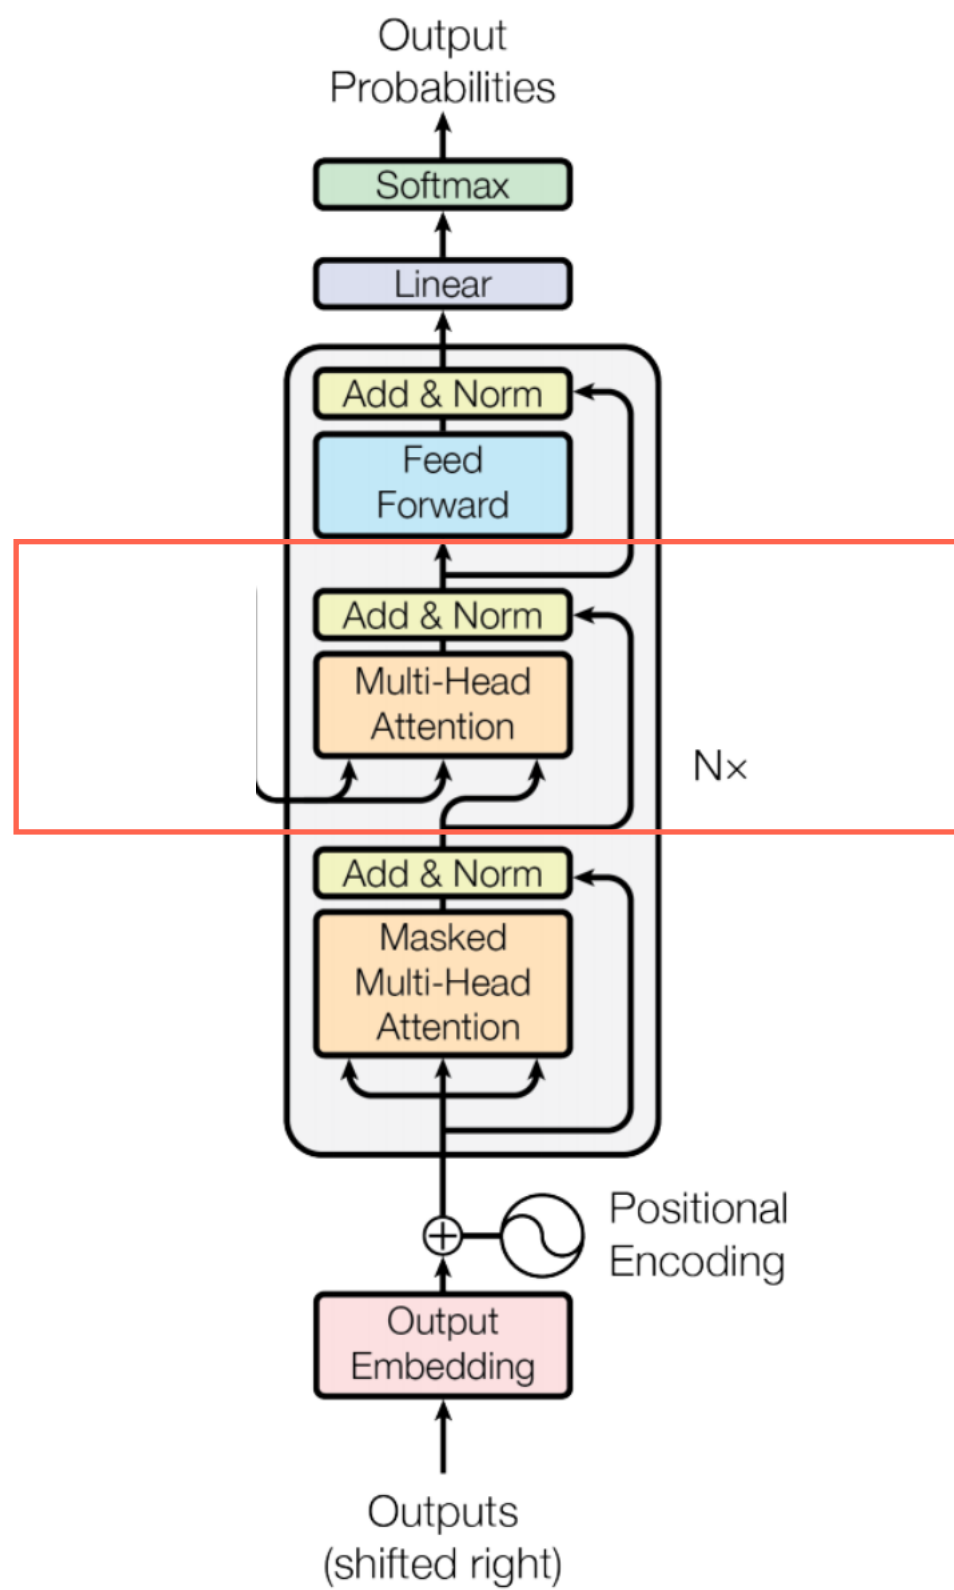 Output
Probabilities
Softmax
Linear
Add & Norm
Feed
Forward
Add & Norm
Multi-Head
Attention
N×
Add & Norm
Masked
Multi-Head
Attention
Positional
Encoding
Output
Embedding
Outputs
(shifted right)